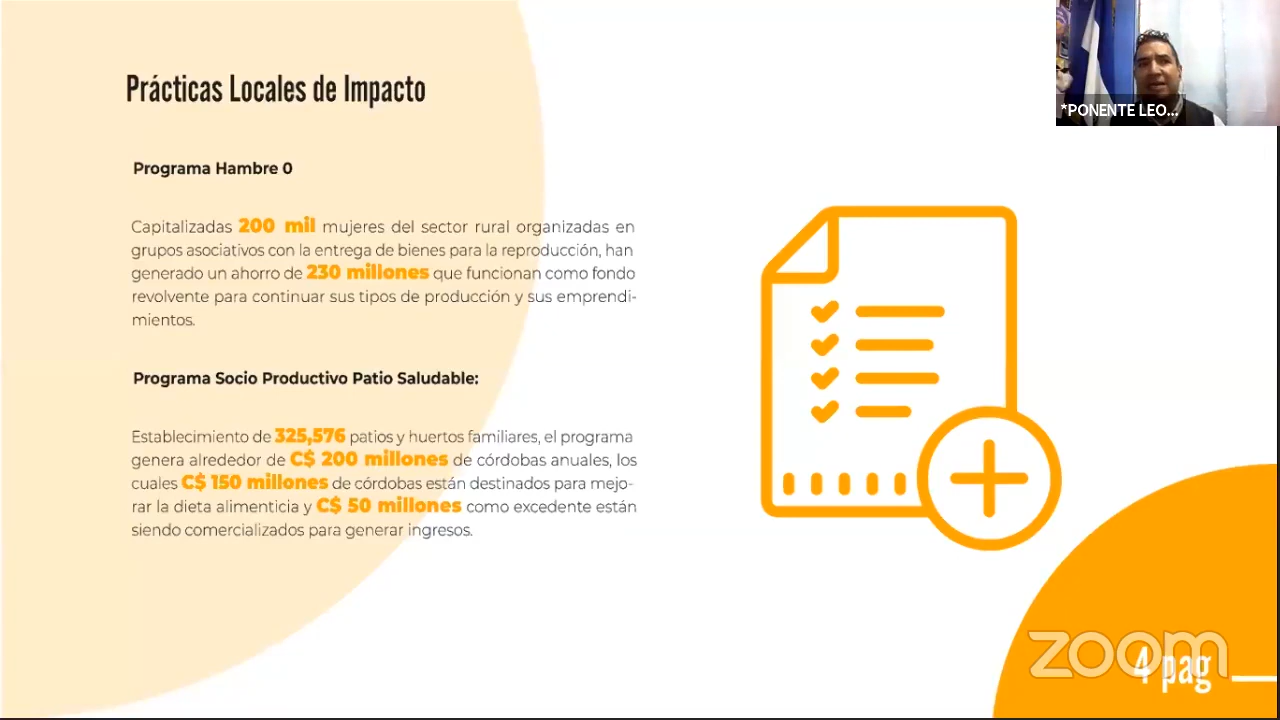 Prácticas Locales de Impacto
*PONENTE LEO...
Programa Hambre 0
Capitalizadas 200 mil mujeres del sector rural organizadas en
grupos asociativos con la entrega de bienes para la reproducción, han
generado un ahorro de 230 millones que funcionan como fondo
revolvente para continuar sus tipos de producción y sus emprendi-
mientos.
Programa Socio Productivo Patio Saludable:
Establecimiento de 325,576 patios y huertos familiares, el programa
genera alrededor de C$ 200 millones de córdobas anuales, los
cuales C$ 150 millones de córdobas están destinados para mejo-
rar la dieta alimenticia y C$ 50 millones como excedente están
siendo comercializados para generar ingresos.
zoom
4 pag